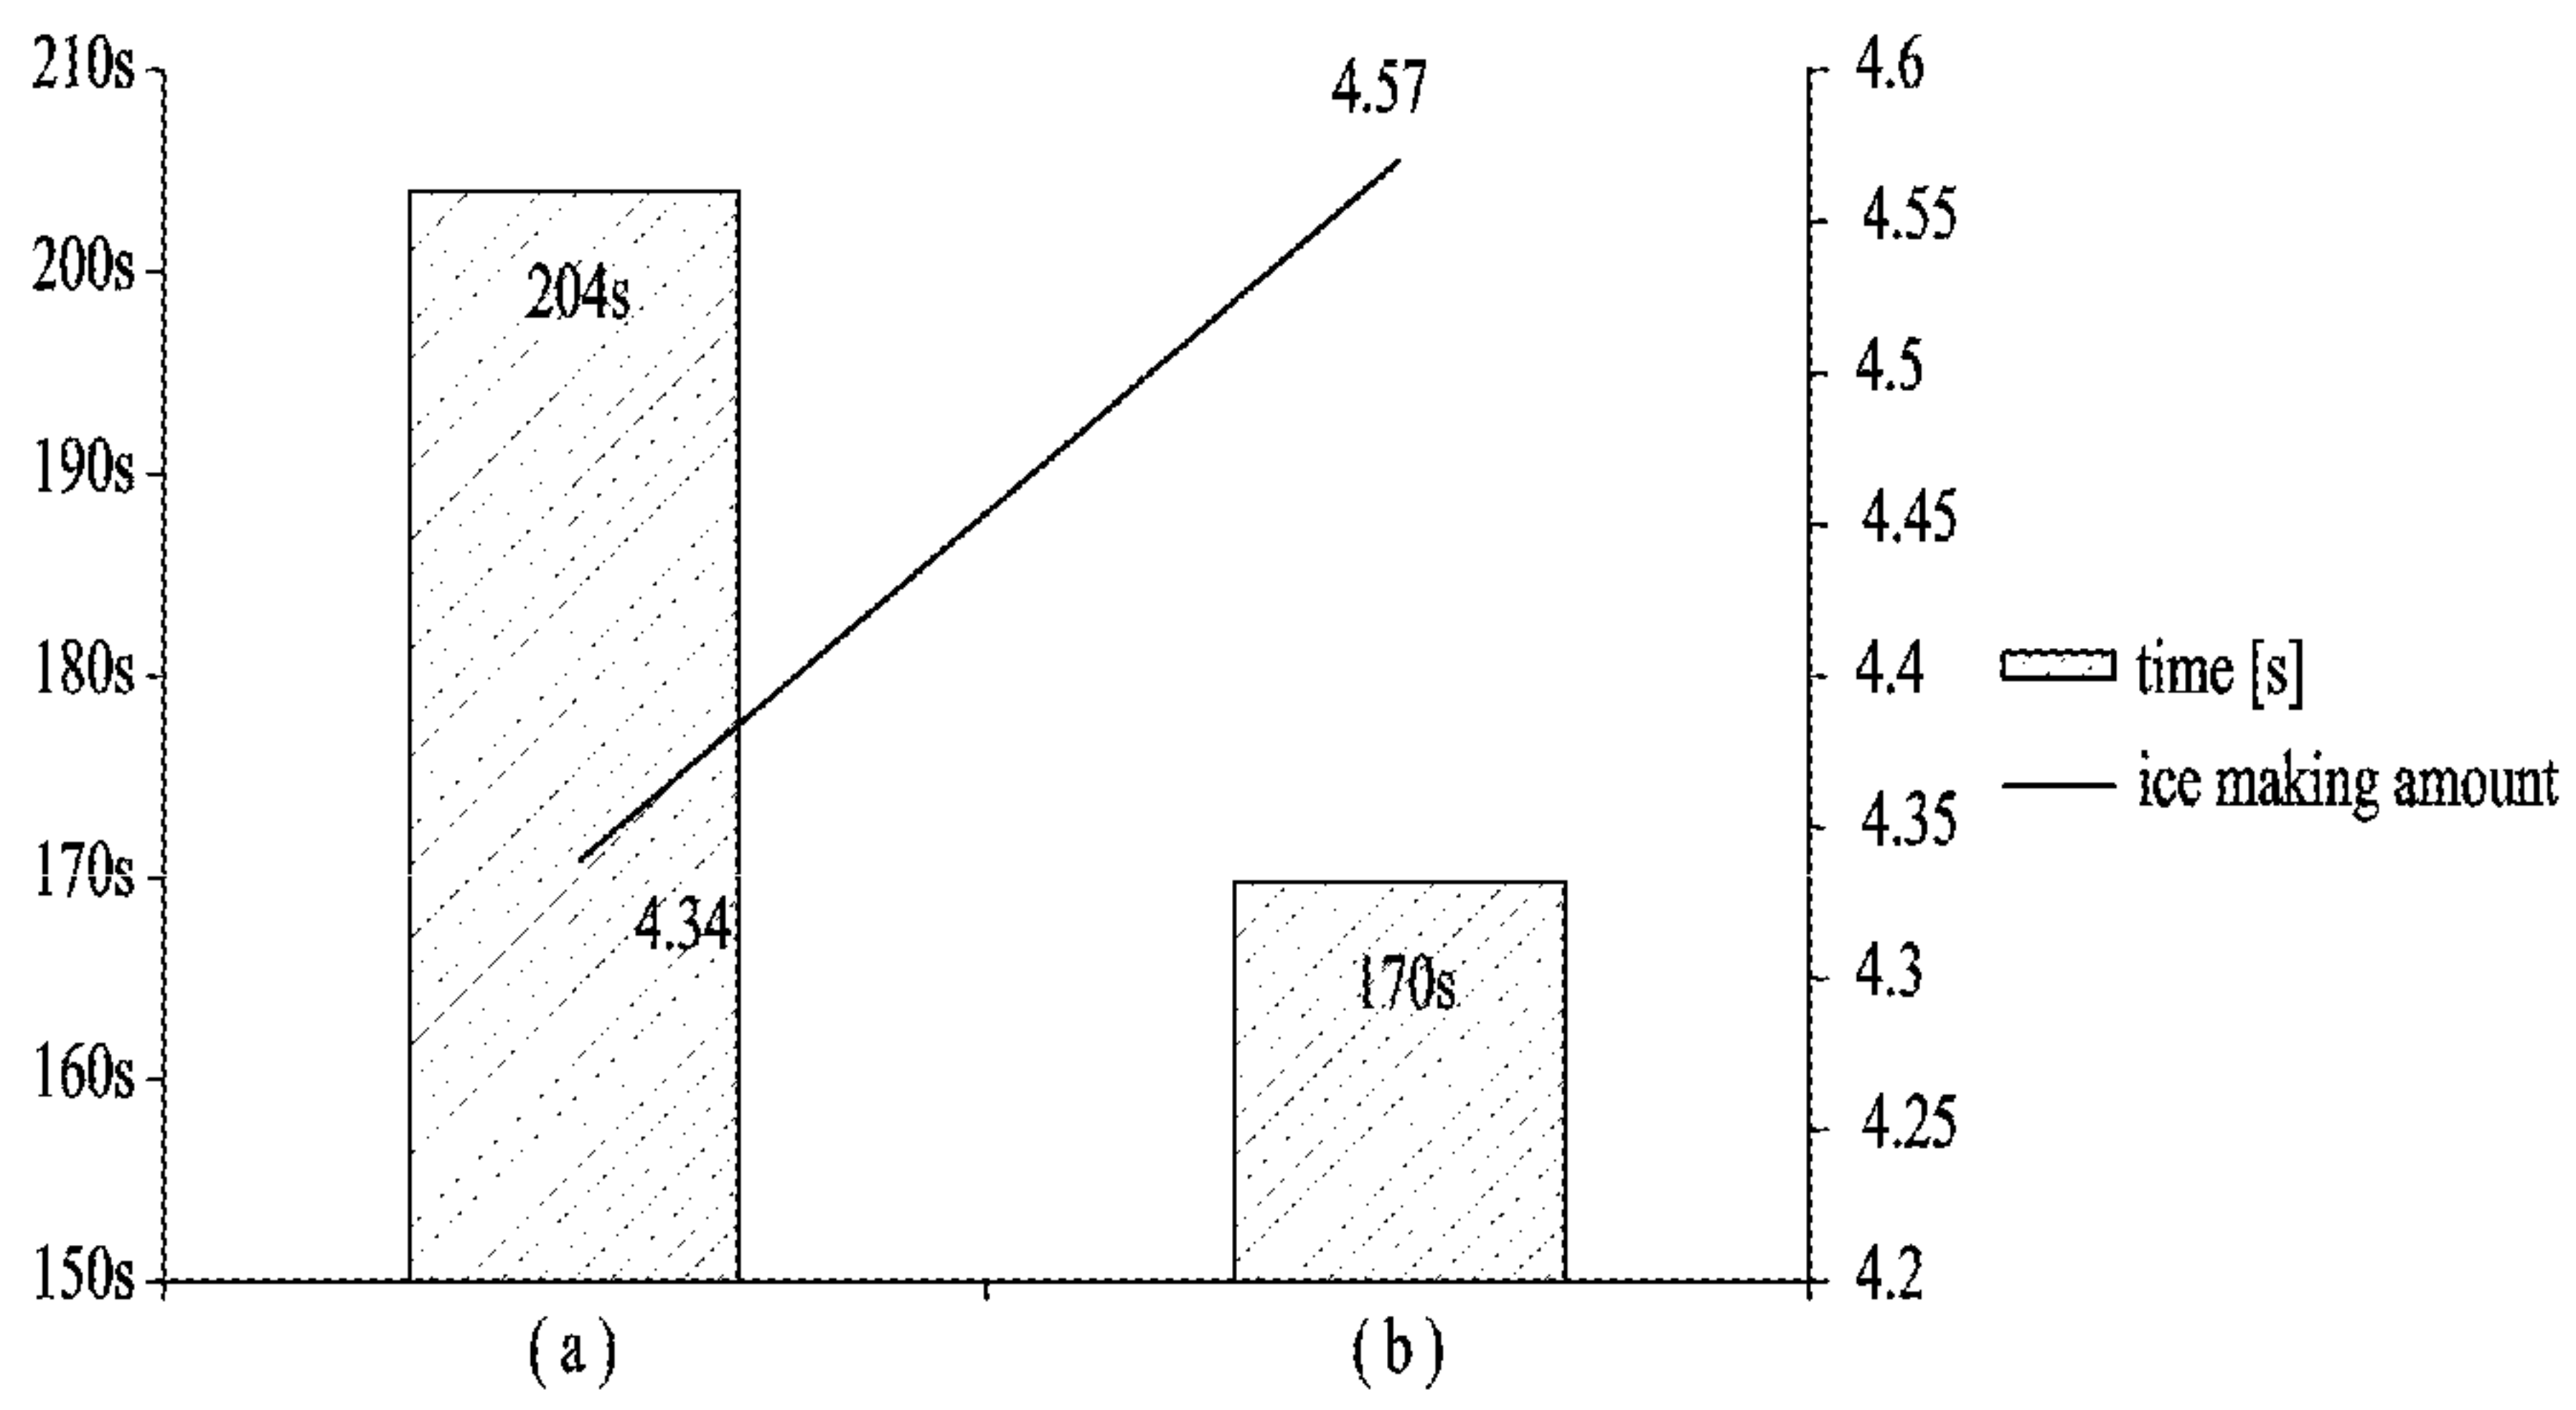 210s
200s
190s
180s
170s
160s
150s
204s
4.34
4.57
170s
4.6
4.55
4.5
4.45
4.4
4.35
4.3
4.25
4.2
time [s]
ice making amount
(a)
(b)